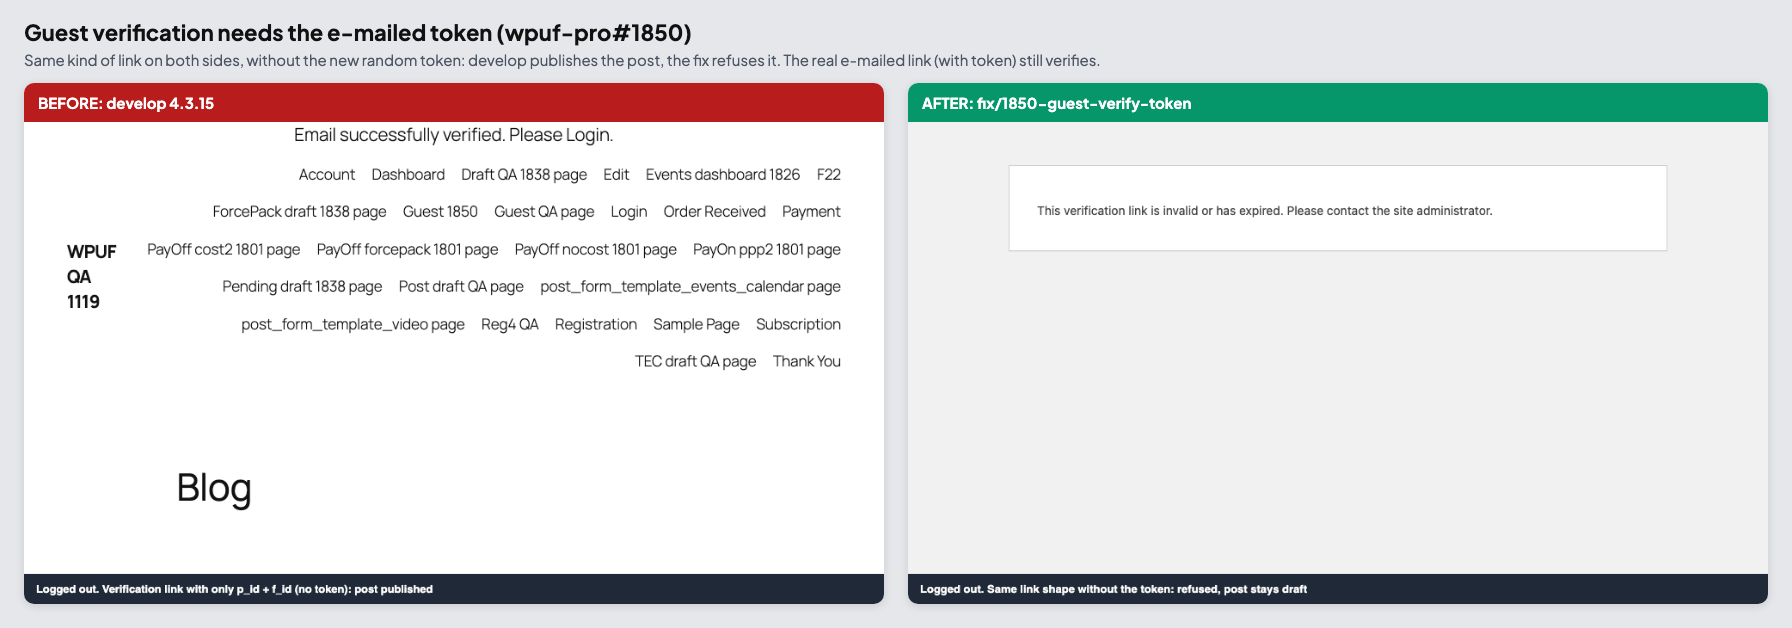 Guest verification needs the e-mailed token (wpuf-pro#1850)
Same kind of link on both sides, without the new random token: develop publishes the post, the fix refuses it. The real e-mailed link (with token) still verifies.
BEFORE: develop 4.3.15
Email successfully verified. Please Login.
Account Dashboard Draft QA 1838 page Edit Events dashboard 1826 F22
ForcePack draft 1838 page Guest 1850 Guest QA page Login Order Received Payment
WPUF
QA
1119
PayOff cost2 1801 page PayOff forcepack 1801 page PayOff nocost 1801 page PayOn ppp2 1801 page
Pending draft 1838 page Post draft QA page post_form_template_events_calendar page
post_form_template_video page Reg4 QA Registration Sample Page Subscription
TEC draft QA page Thank You
Blog
Logged out. Verification link with only p_id + f_id (no token): post published
AFTER: fix/1850-guest-verify-token
This verification link is invalid or has expired. Please contact the site administrator.
Logged out. Same link shape without the token: refused, post stays draft